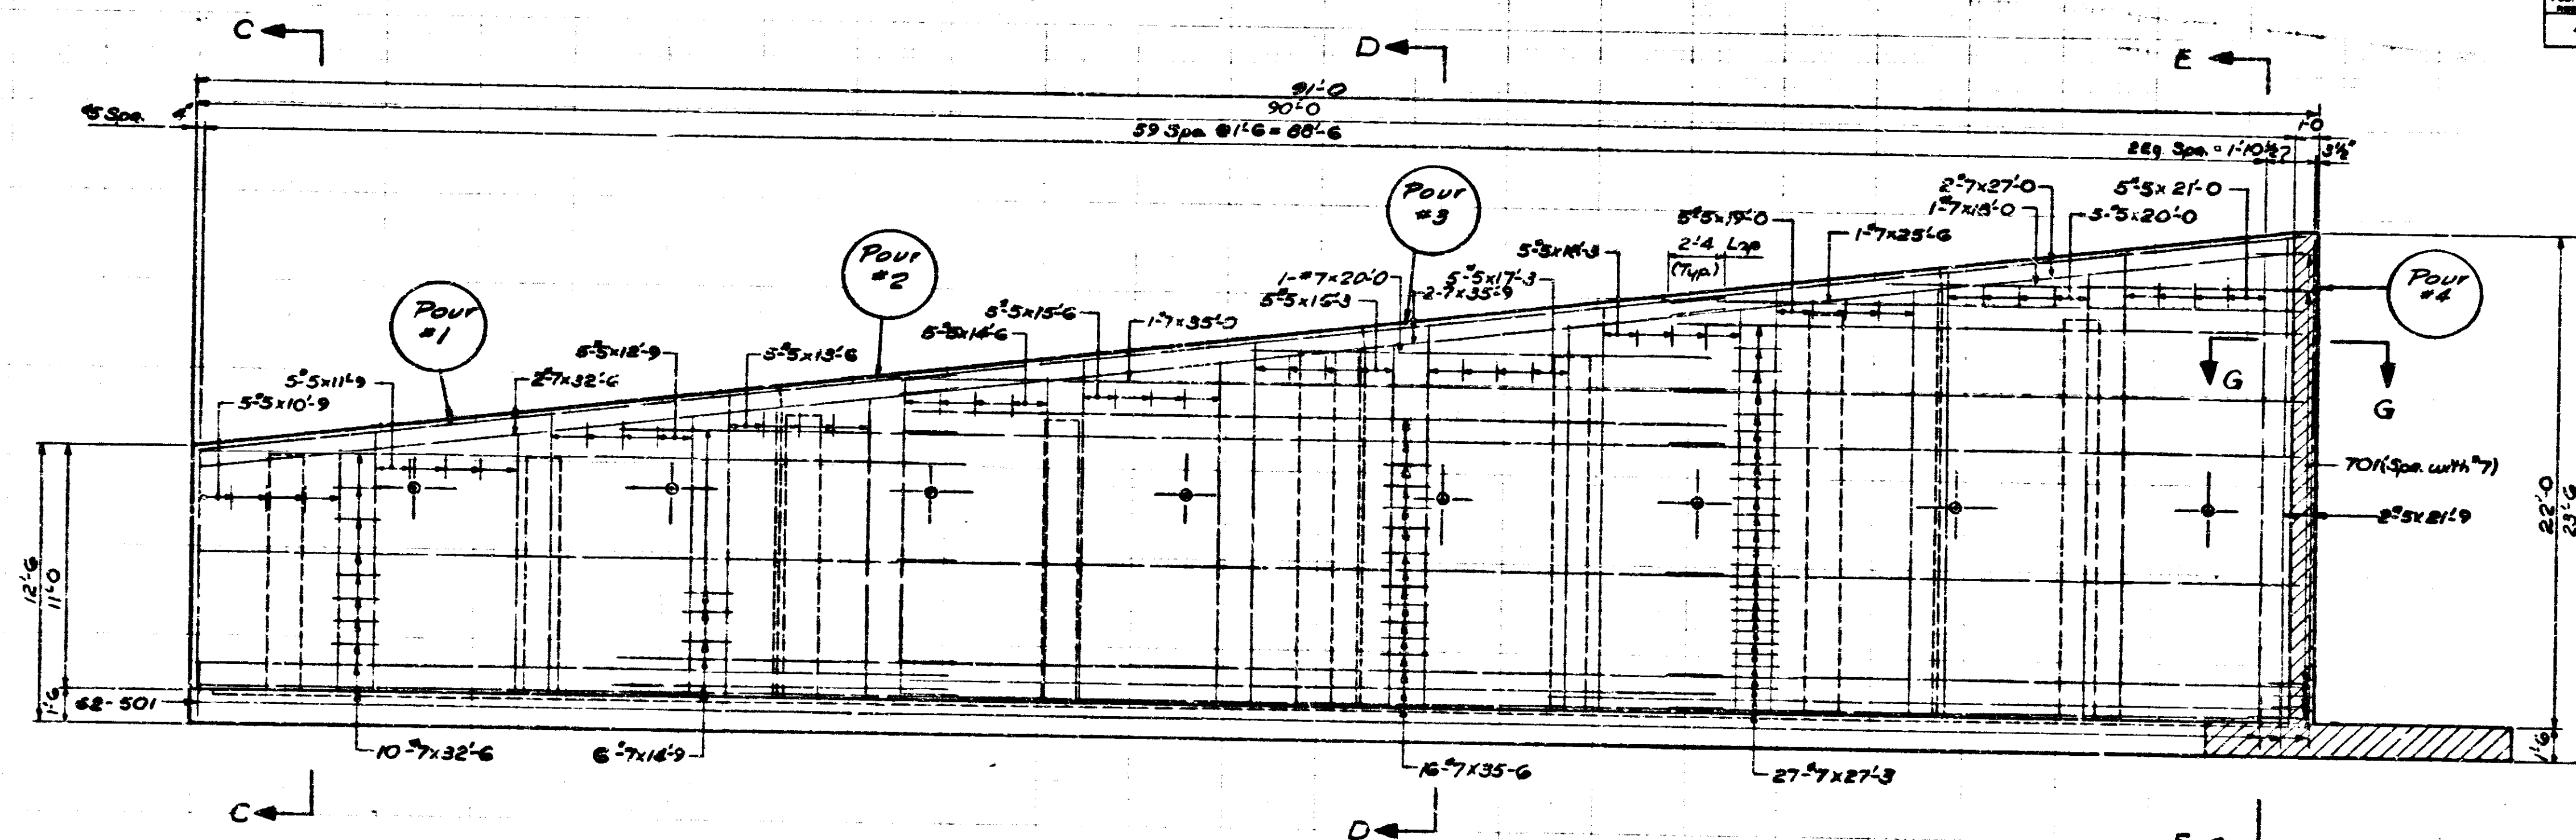 C
D
E
91'-0
90'-0
#5 Spa. 4"
59 Spa @ 1'-6 = 88'-6
1'-0
2 Eq. Spa. = 1'-10½ 3½"
Pour #1
Pour #2
Pour #3
Pour #4
2-#7x27'-0
1-#7x18'-0
5-#5x21'-0
5-#5x20'-0
5-#5x19'-0
1-#7x25'-6
2'-4 Lap
(Typ.)
1-#7x20'-0
5-#5x17'-3
2-#7x35'-9
5-#5x15'-6
1-#7x35'-0
5-#5x14'-6
5-#5x12'-9
5-#5x13'-6
5-#5x11'-9
2-#7x32'-6
5-#5x10'-9
G
G
701 (Spa. with #7)
2-#5x21'-9
12'-6
11'-0
1'-6
22'-0
23'-6
1'-6
62-501
10-#7x32'-6
6-#7x14'-9
16-#7x35'-6
27-#7x27'-3
C
D